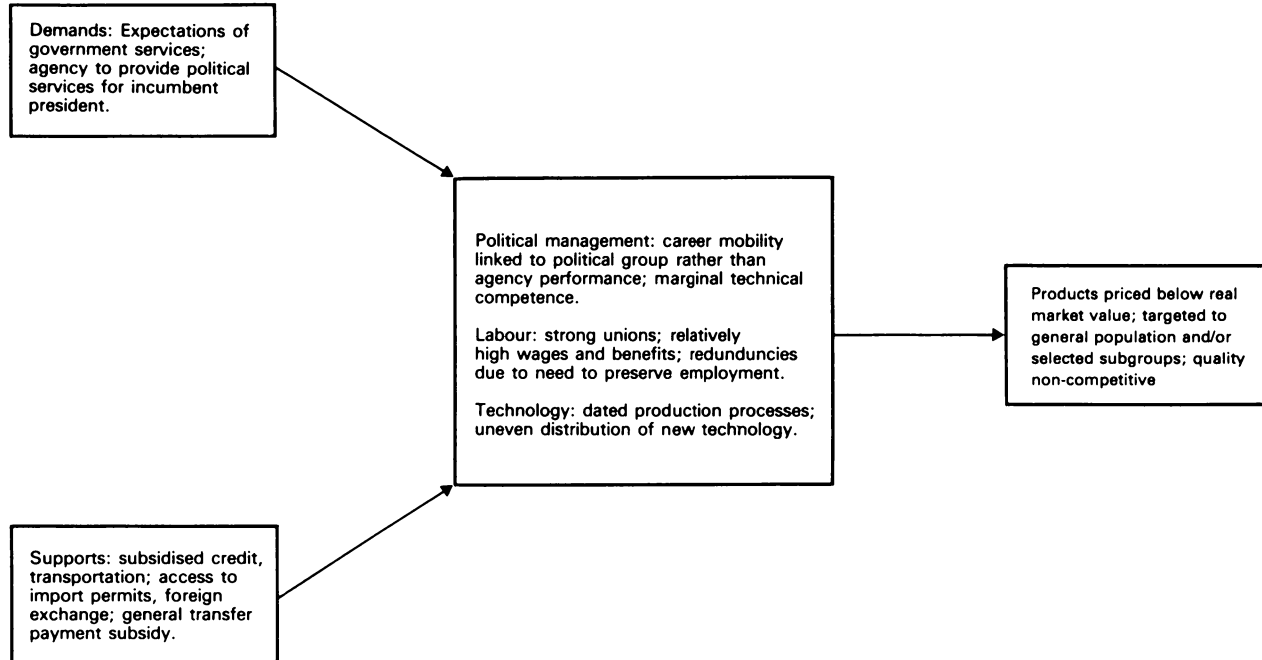 Demands: Expectations of
government services;
agency to provide political
services for incumbent
president.
Political management: career mobility
linked to political group rather than
agency performance; marginal technical
competence.
Labour: strong unions; relatively
high wages and benefits; redunduncies
due to need to preserve employment.
Technology: dated production processes;
uneven distribution of new technology.
Products priced below real
market value; targeted to
general population and/or
selected subgroups; quality
non-competitive
Supports: subsidised credit,
transportation; access to
import permits, foreign
exchange; general transfer
payment subsidy.